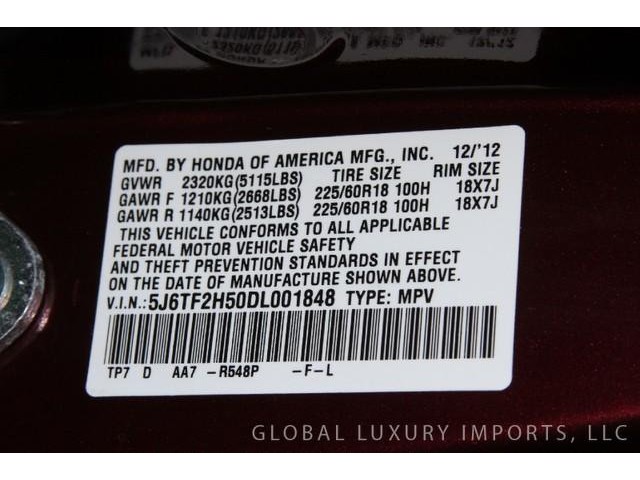 MFD. BY HONDA OF AMERICA MFG., INC. 12/'12
GVWR 2320KG(5115LBS) TIRE SIZE RIM SIZE
GAWR F 1210KG(2668LBS) 225/60R18 100H 18X7J
GAWR R 1140KG(2513LBS) 225/60R18 100H 18X7J
THIS VEHICLE CONFORMS TO ALL APPLICABLE
FEDERAL MOTOR VEHICLE SAFETY
AND THEFT PREVENTION STANDARDS IN EFFECT
ON THE DATE OF MANUFACTURE SHOWN ABOVE.
V.I.N.:5J6TF2H50DL001848 TYPE: MPV
TP7 D AA7 -R548P -F-L
GLOBAL LUXURY IMPORTS, LLC